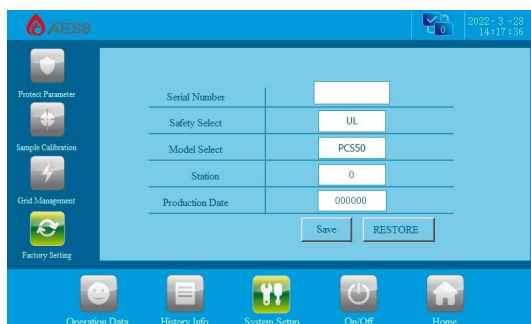 ATESS
0
2022-3-28
14:17:36
Protect Parameter
Sample Calibration
Grid Management
Factory Setting
Serial Number
Safety Select UL
Model Select PCS50
Station 0
Production Date 000000
Save RESTORE
Operation Data History Info System Setup On/Off Home